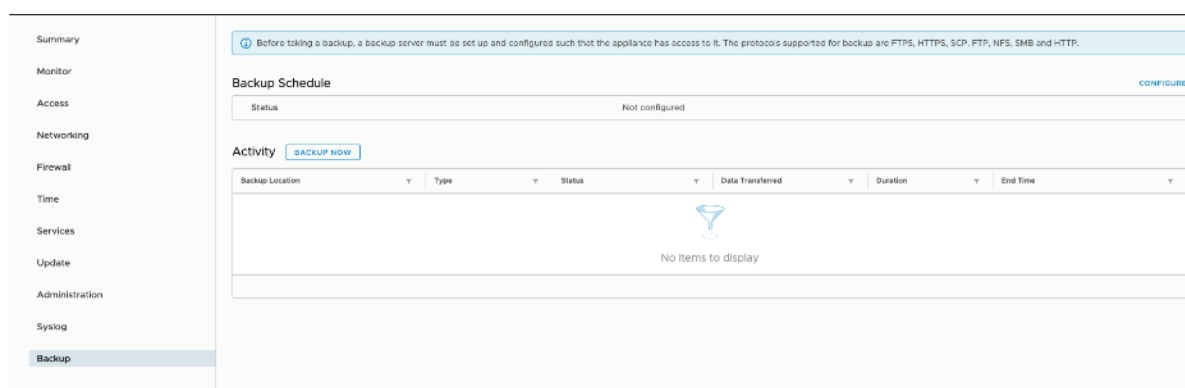 Summary
Monitor
Access
Networking
Firewall
Time
Services
Update
Administration
Syslog
Backup
Before taking a backup, a backup server must be set up and configured such that the appliance has access to it. The protocols supported for backup are FTPS, HTTPS, SCP, FTP, NFS, SMB and HTTP.
Backup Schedule
CONFIGURE
Status Not configured
Activity BACKUP NOW
Backup Location Type Status Data Transferred Duration End Time
No items to display